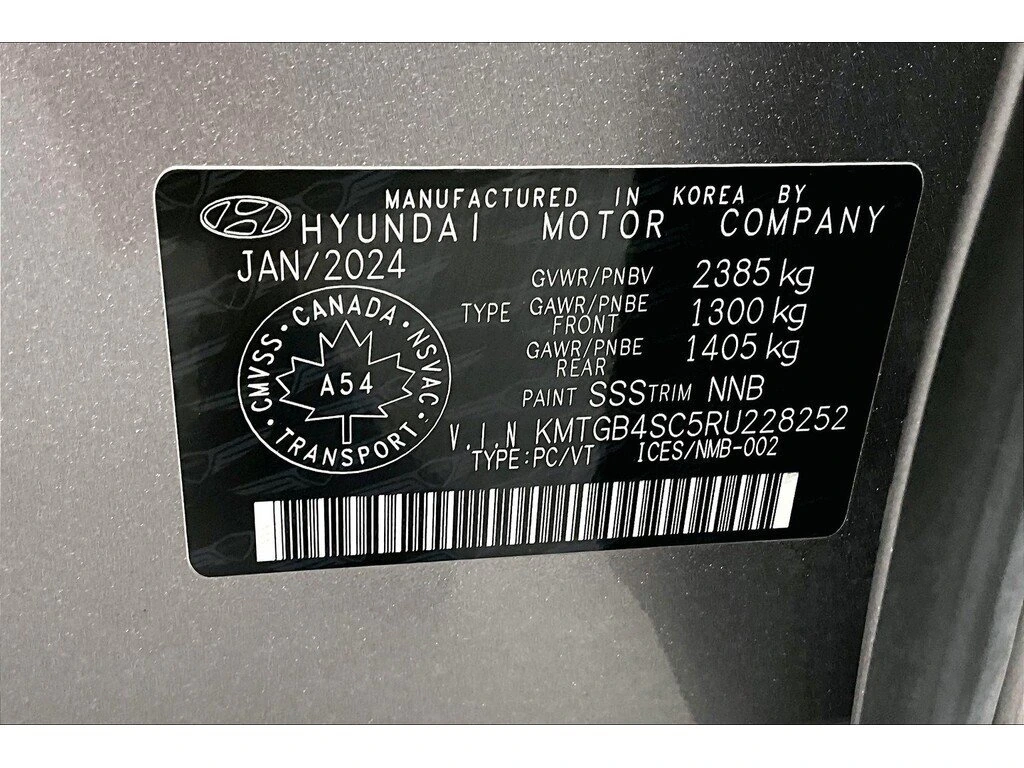 MANUFACTURED IN KOREA BY
HYUNDAI MOTOR COMPANY
JAN/2024
GVWR/PNBV 2385 kg
TYPE GAWR/PNBE FRONT 1300 kg
GAWR/PNBE REAR 1405 kg
PAINT SSS TRIM NNB
V.I.N KMTGB4SC5RU228252
TYPE:PC/VT ICES/NMB-002
CMVSS · CANADA · NSVAC · TRANSPORT ·
A54